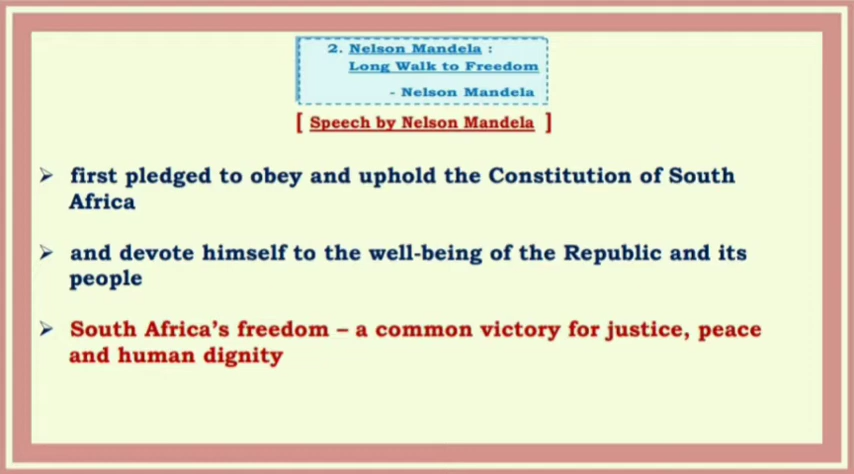 2. Nelson Mandela :
Long Walk to Freedom
- Nelson Mandela
[ Speech by Nelson Mandela ]
➢ first pledged to obey and uphold the Constitution of South
Africa
➢ and devote himself to the well-being of the Republic and its
people
➢ South Africa’s freedom – a common victory for justice, peace
and human dignity